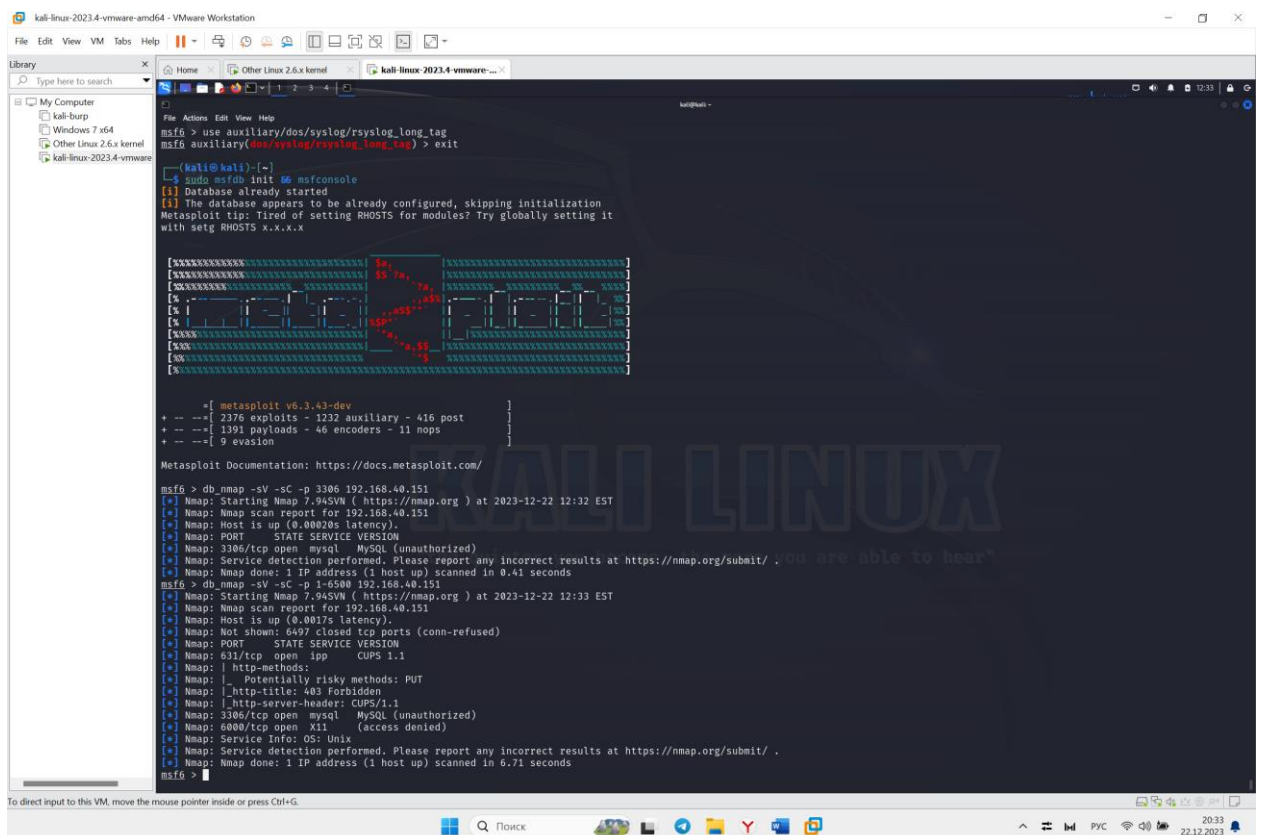 kali-linux-2023.4-vmware-amd64 - VMware Workstation
File Edit View VM Tabs Help
Library
Type here to search
My Computer
kali-burp
Windows 7 x64
Other Linux 2.6.x kernel
kali-linux-2023.4-vmware
Home
Other Linux 2.6.x kernel
kali-linux-2023.4-vmware-...
1 2 3 4
12:33
kali@kali: ~
File Actions Edit View Help
msf6 > use auxiliary/dos/syslog/rsyslog_long_tag
msf6 auxiliary(dos/syslog/rsyslog_long_tag) > exit
(kali㉿kali)-[~]
$ sudo msfdb init && msfconsole
[i] Database already started
[i] The database appears to be already configured, skipping initialization
Metasploit tip: Tired of setting RHOSTS for modules? Try globally setting it
with setg RHOSTS x.x.x.x
=[ metasploit v6.3.43-dev ]
+ -- --=[ 2376 exploits - 1232 auxiliary - 416 post ]
+ -- --=[ 1391 payloads - 46 encoders - 11 nops ]
+ -- --=[ 9 evasion ]
Metasploit Documentation: https://docs.metasploit.com/
msf6 > db_nmap -sV -sC -p 3306 192.168.40.151
[*] Nmap: Starting Nmap 7.94SVN ( https://nmap.org ) at 2023-12-22 12:32 EST
[*] Nmap: Nmap scan report for 192.168.40.151
[*] Nmap: Host is up (0.00020s latency).
[*] Nmap: PORT STATE SERVICE VERSION
[*] Nmap: 3306/tcp open mysql MySQL (unauthorized)
[*] Nmap: Service detection performed. Please report any incorrect results at https://nmap.org/submit/ .
[*] Nmap: Nmap done: 1 IP address (1 host up) scanned in 0.41 seconds
msf6 > db_nmap -sV -sC -p 1-6500 192.168.40.151
[*] Nmap: Starting Nmap 7.94SVN ( https://nmap.org ) at 2023-12-22 12:33 EST
[*] Nmap: Nmap scan report for 192.168.40.151
[*] Nmap: Host is up (0.0017s latency).
[*] Nmap: Not shown: 6497 closed tcp ports (conn-refused)
[*] Nmap: PORT STATE SERVICE VERSION
[*] Nmap: 631/tcp open ipp CUPS 1.1
[*] Nmap: | http-methods:
[*] Nmap: |_ Potentially risky methods: PUT
[*] Nmap: |_http-title: 403 Forbidden
[*] Nmap: |_http-server-header: CUPS/1.1
[*] Nmap: 3306/tcp open mysql MySQL (unauthorized)
[*] Nmap: 6000/tcp open X11 (access denied)
[*] Nmap: Service Info: OS: Unix
[*] Nmap: Service detection performed. Please report any incorrect results at https://nmap.org/submit/ .
[*] Nmap: Nmap done: 1 IP address (1 host up) scanned in 6.71 seconds
msf6 >
KALI LINUX
you are able to hear"
To direct input to this VM, move the mouse pointer inside or press Ctrl+G.
Поиск
РУС
20:33
22.12.2023